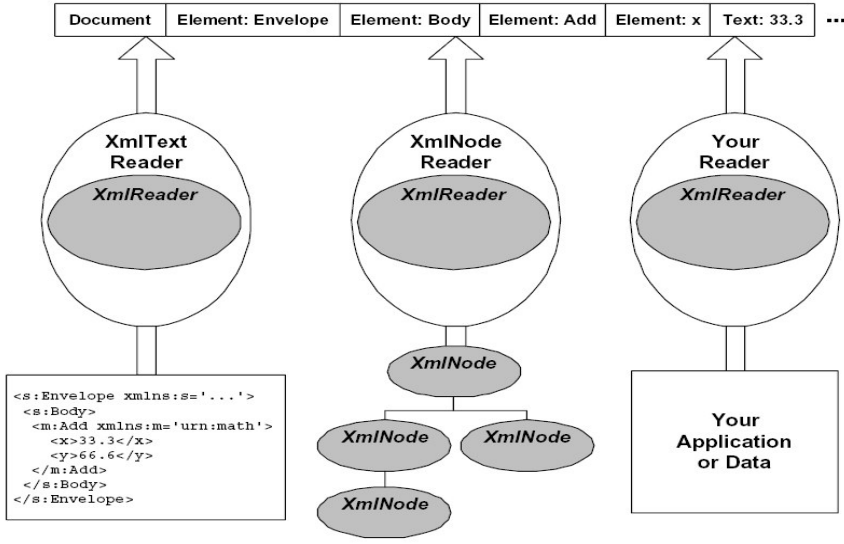 Document Element: Envelope Element: Body Element: Add Element: x Text: 33.3 ...
XmlText
Reader
XmlReader
XmlNode
Reader
XmlReader
Your
Reader
XmlReader
<s:Envelope xmlns:s='...'>
<s:Body>
<m:Add xmlns:m='urn:math'>
<x>33.3</x>
<y>66.6</y>
</m:Add>
</s:Body>
</s:Envelope>
XmlNode
XmlNode
XmlNode
XmlNode
Your
Application
or Data